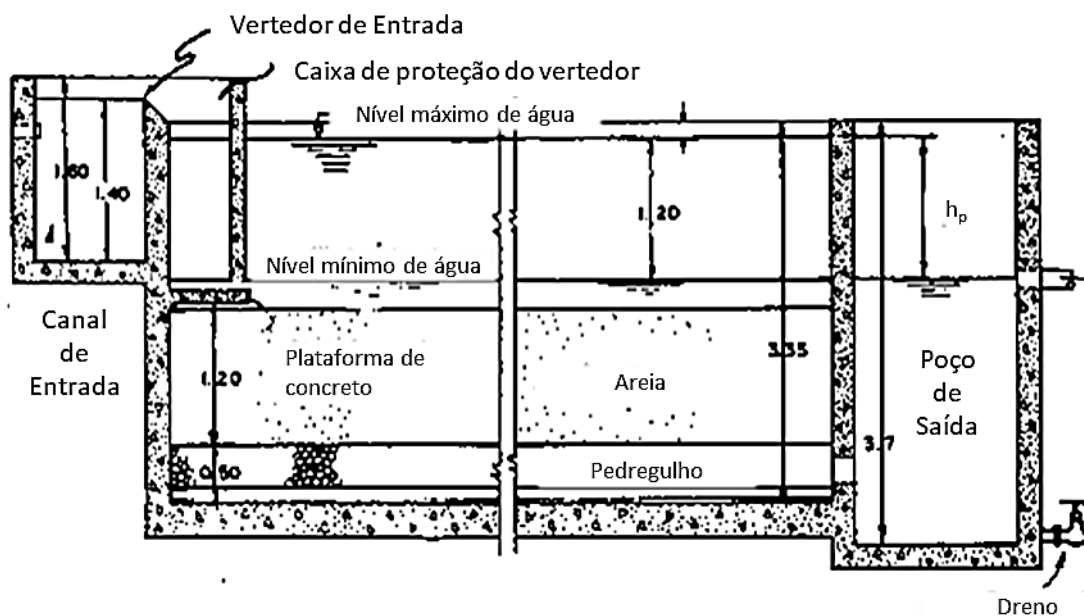 Vertedor de Entrada
Caixa de proteção do vertedor
Nível máximo de água
1.60
1.40
1.20
h_p
Nível mínimo de água
Canal
de
Entrada
Plataforma de
concreto
1.20
Areia
3.35
Poço
de
Saída
3.7
0.50
Pedregulho
Dreno